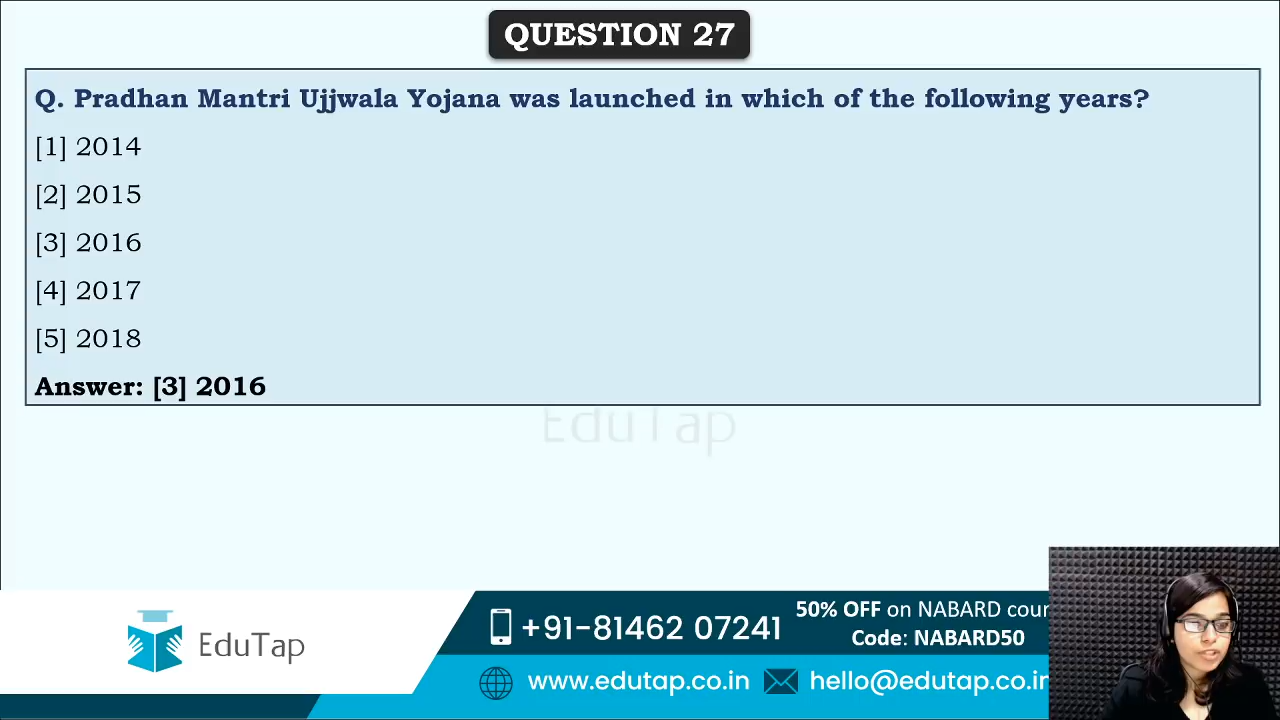 QUESTION 27
Q. Pradhan Mantri Ujjwala Yojana was launched in which of the following years?
[1] 2014
[2] 2015
[3] 2016
[4] 2017
[5] 2018
Answer: [3] 2016
EduTap
EduTap
+91-81462 07241
50% OFF on NABARD cour
Code: NABARD50
www.edutap.co.in
hello@edutap.co.in